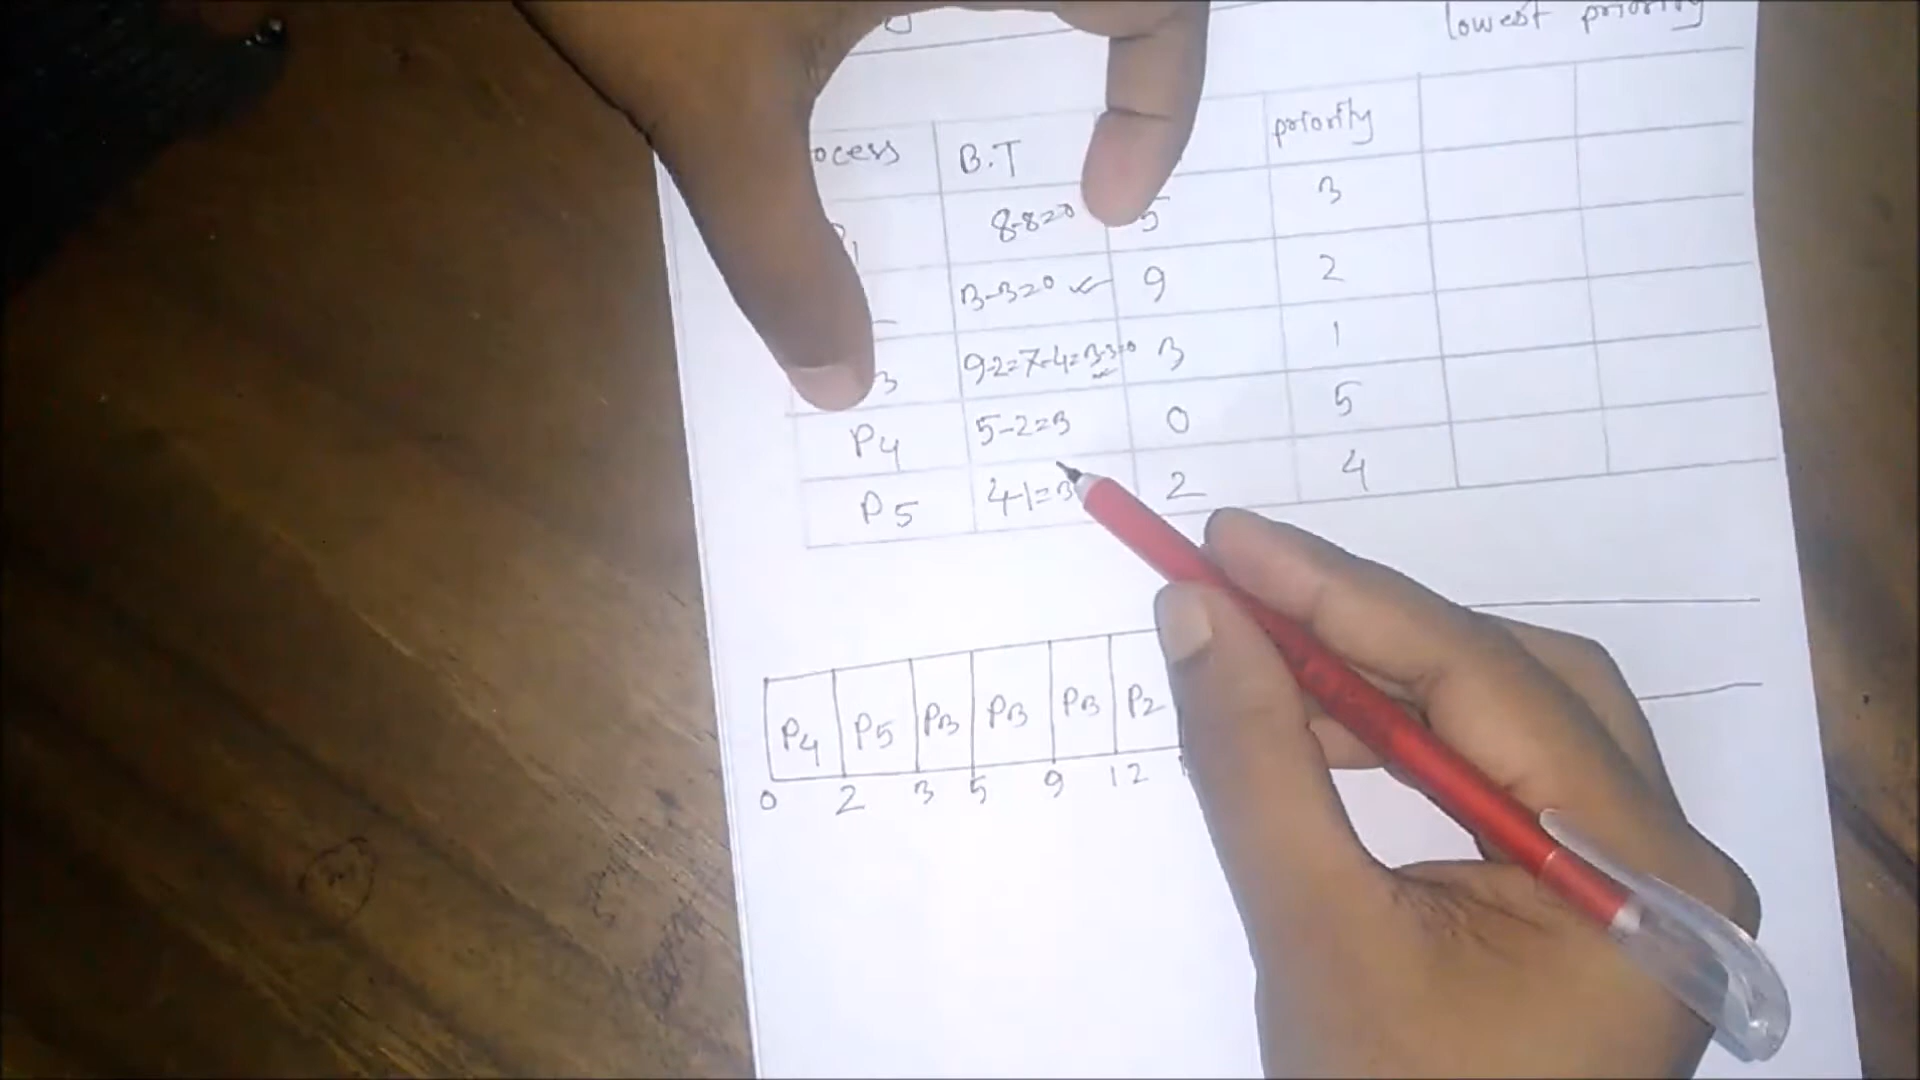 lowest priority
ocess B.T priority
8-8=0 5 3
3-3=0 9 2
3 9-2=7-4=3-3=0 3 1
P4 5-2=3 0 5
P5 4-1=3 2 4
P4 P5 P3 P3 P3 P2
0 2 3 5 9 12